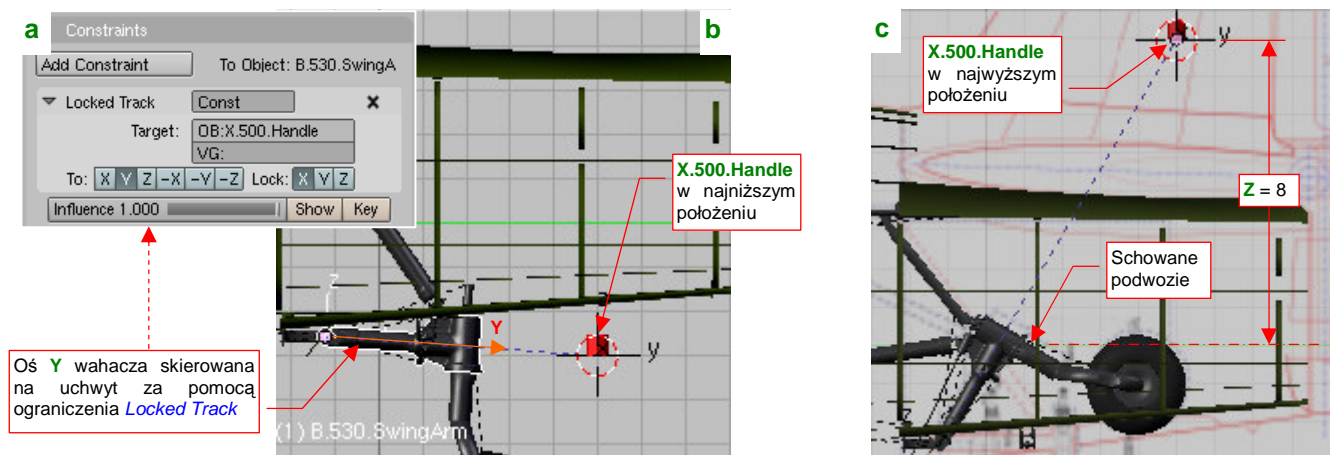 a
Constraints
Add Constraint
To Object: B.530.SwingA
Locked Track
Const
Target:
OB:X.500.Handle
VG:
To: X Y Z -X -Y -Z Lock: X Y Z
Influence 1.000
Show
Key
Oś Y wahacza skierowana
na uchwyt za pomocą
ograniczenia Locked Track
b
X.500.Handle
w najniższym
położeniu
z
Y
y
(1) B.530.SwingArm
c
X.500.Handle
w najwyższym
położeniu
y
Z = 8
Schowane
podwozie